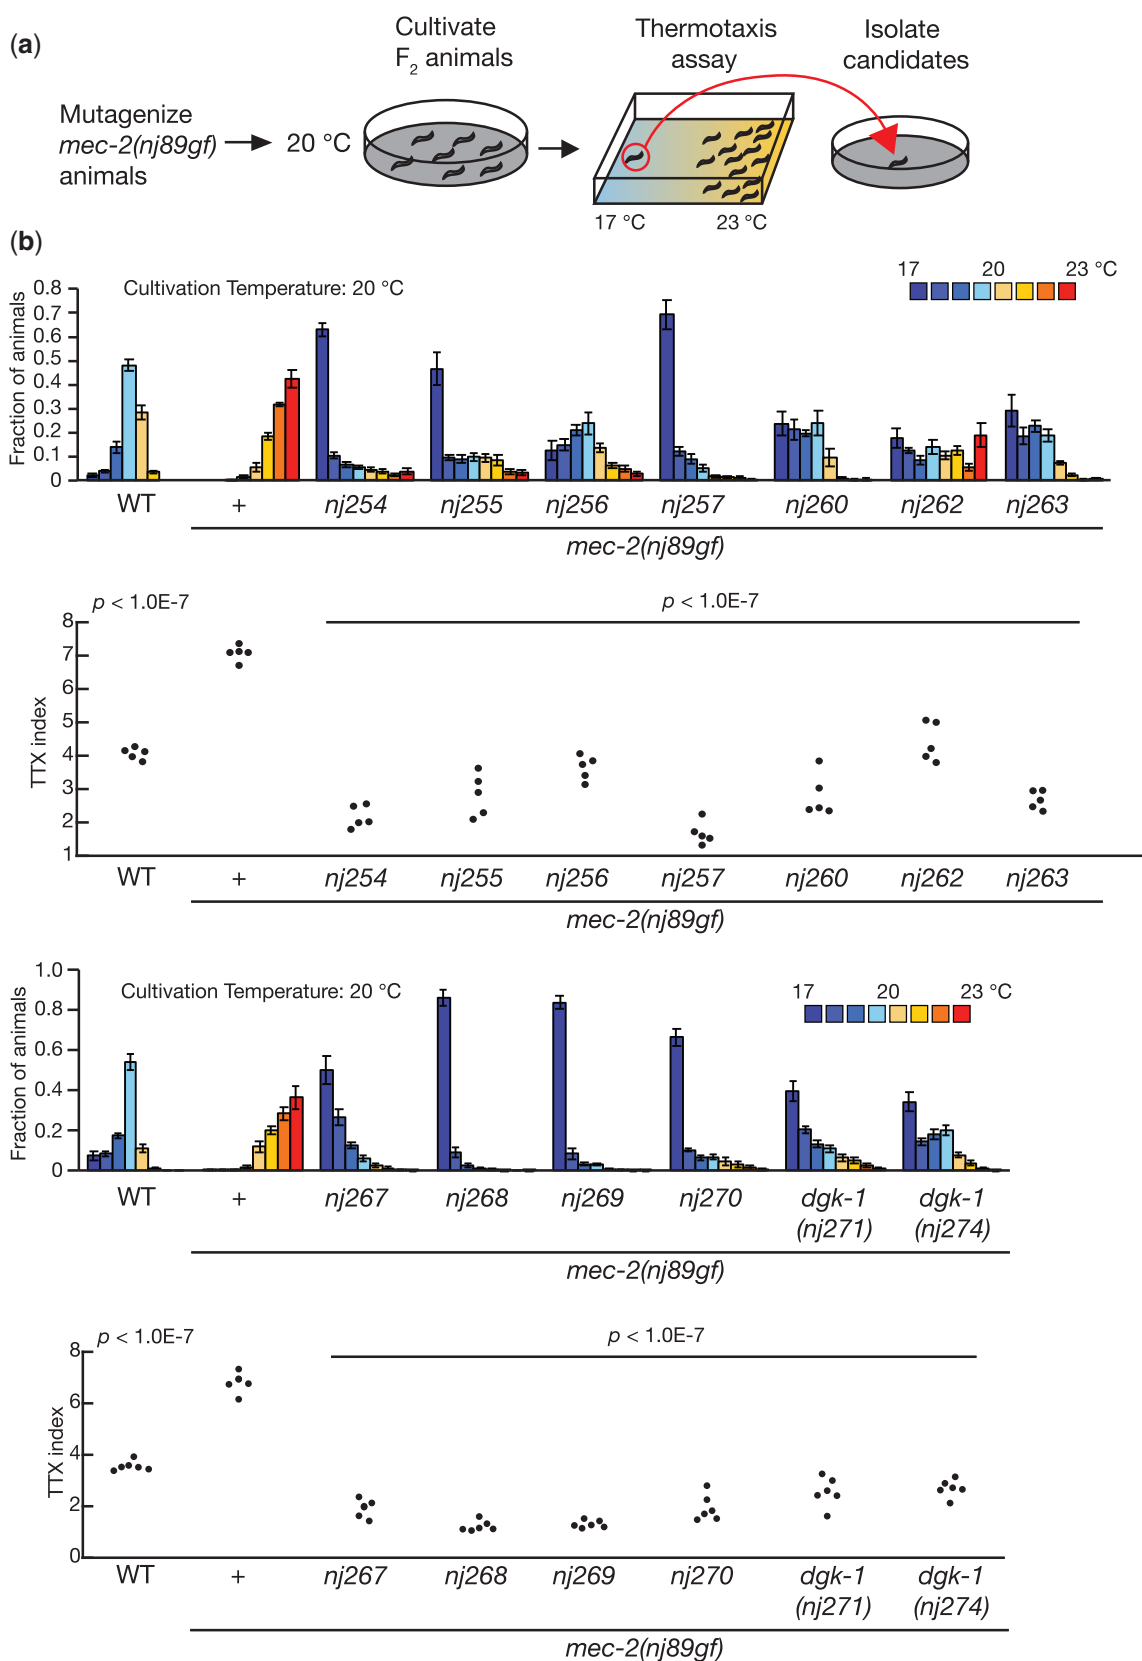 (a)
Cultivate
F2 animals
Thermotaxis
assay
Isolate
candidates
Mutagenize
mec-2(nj89gf)
animals
20 °C
17 °C
23 °C
(b)
Cultivation Temperature: 20 °C
17 20 23 °C
Fraction of animals
0.8
0.7
0.6
0.5
0.4
0.3
0.2
0.1
0
WT + nj254 nj255 nj256 nj257 nj260 nj262 nj263
mec-2(nj89gf)
p < 1.0E-7
p < 1.0E-7
TTX index
8
7
6
5
4
3
2
1
WT + nj254 nj255 nj256 nj257 nj260 nj262 nj263
mec-2(nj89gf)
Cultivation Temperature: 20 °C
17 20 23 °C
Fraction of animals
1.0
0.8
0.6
0.4
0.2
0
WT + nj267 nj268 nj269 nj270 dgk-1 dgk-1
(nj271) (nj274)
mec-2(nj89gf)
p < 1.0E-7
p < 1.0E-7
TTX index
8
6
4
2
0
WT + nj267 nj268 nj269 nj270 dgk-1 dgk-1
(nj271) (nj274)
mec-2(nj89gf)